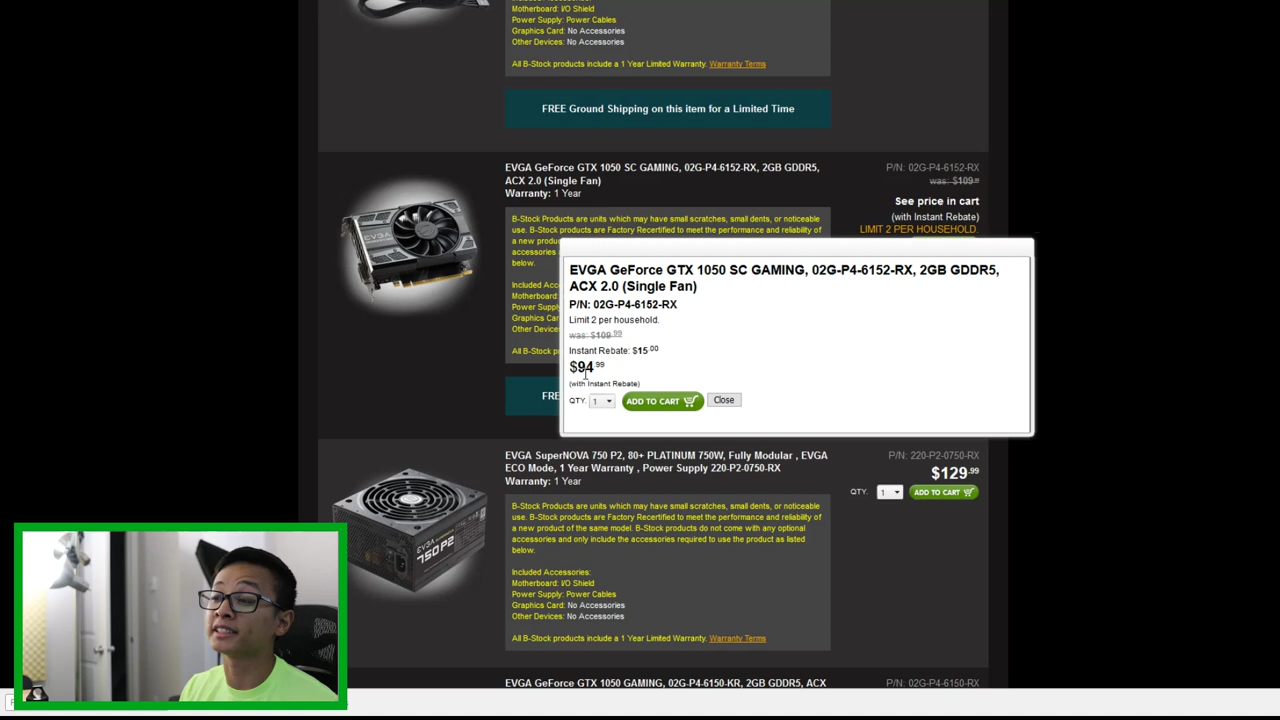 Motherboard: I/O Shield
Power Supply: Power Cables
Graphics Card: No Accessories
Other Devices: No Accessories
All B-Stock products include a 1 Year Limited Warranty. Warranty Terms
FREE Ground Shipping on this item for a Limited Time
EVGA GeForce GTX 1050 SC GAMING, 02G-P4-6152-RX, 2GB GDDR5,
ACX 2.0 (Single Fan)
Warranty: 1 Year
P/N: 02G-P4-6152-RX
was: $109
See price in cart
(with Instant Rebate)
LIMIT 2 PER HOUSEHOLD.
B-Stock Products are units which may have small scratches, small dents, or noticeable
use. B-Stock products are Factory Recertified to meet the performance and reliability of
a new produ
accessories
below.
Included Acc
Motherboard
Power Supply
Graphics Car
Other Device
All B-Stock p
FREE
EVGA
EVGA GeForce GTX 1050 SC GAMING, 02G-P4-6152-RX, 2GB GDDR5,
ACX 2.0 (Single Fan)
P/N: 02G-P4-6152-RX
Limit 2 per household.
was: $109.99
Instant Rebate: $15.00
$94.99
(with Instant Rebate)
QTY. 1 ADD TO CART Close
EVGA SuperNOVA 750 P2, 80+ PLATINUM 750W, Fully Modular , EVGA
ECO Mode, 1 Year Warranty , Power Supply 220-P2-0750-RX
Warranty: 1 Year
P/N: 220-P2-0750-RX
$129.99
QTY. 1 ADD TO CART
B-Stock Products are units which may have small scratches, small dents, or noticeable
use. B-Stock products are Factory Recertified to meet the performance and reliability of
a new product of the same model. B-Stock products do not come with any optional
accessories and only include the accessories required to use the product as listed
below.
Included Accessories:
Motherboard: I/O Shield
Power Supply: Power Cables
Graphics Card: No Accessories
Other Devices: No Accessories
All B-Stock products include a 1 Year Limited Warranty. Warranty Terms
EVGA
750 P2
EVGA GeForce GTX 1050 GAMING, 02G-P4-6150-KR, 2GB GDDR5, ACX
P/N: 02G-P4-6150-KR